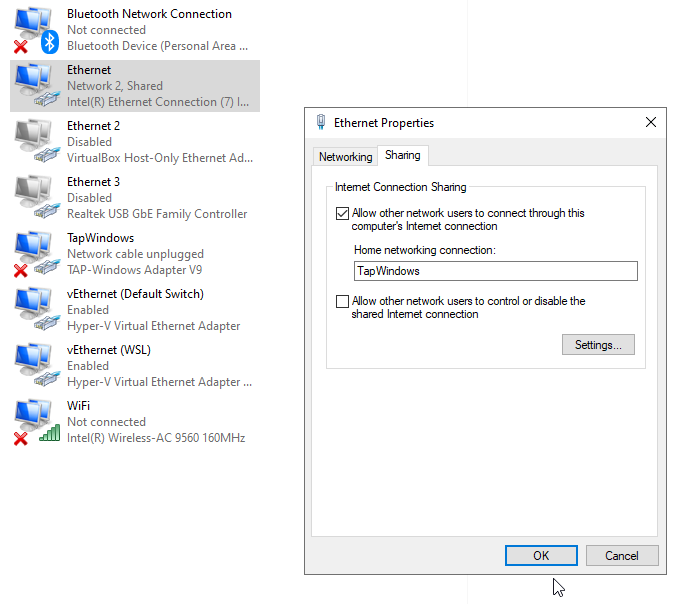 Bluetooth Network Connection
Not connected
Bluetooth Device (Personal Area ...
Ethernet
Network 2, Shared
Intel(R) Ethernet Connection (7) I...
Ethernet 2
Disabled
VirtualBox Host-Only Ethernet Ad...
Ethernet 3
Disabled
Realtek USB GbE Family Controller
TapWindows
Network cable unplugged
TAP-Windows Adapter V9
vEthernet (Default Switch)
Enabled
Hyper-V Virtual Ethernet Adapter
vEthernet (WSL)
Enabled
Hyper-V Virtual Ethernet Adapter ...
WiFi
Not connected
Intel(R) Wireless-AC 9560 160MHz
Ethernet Properties
Networking
Sharing
Internet Connection Sharing
Allow other network users to connect through this
computer's Internet connection
Home networking connection:
TapWindows
Allow other network users to control or disable the
shared Internet connection
Settings...
OK
Cancel